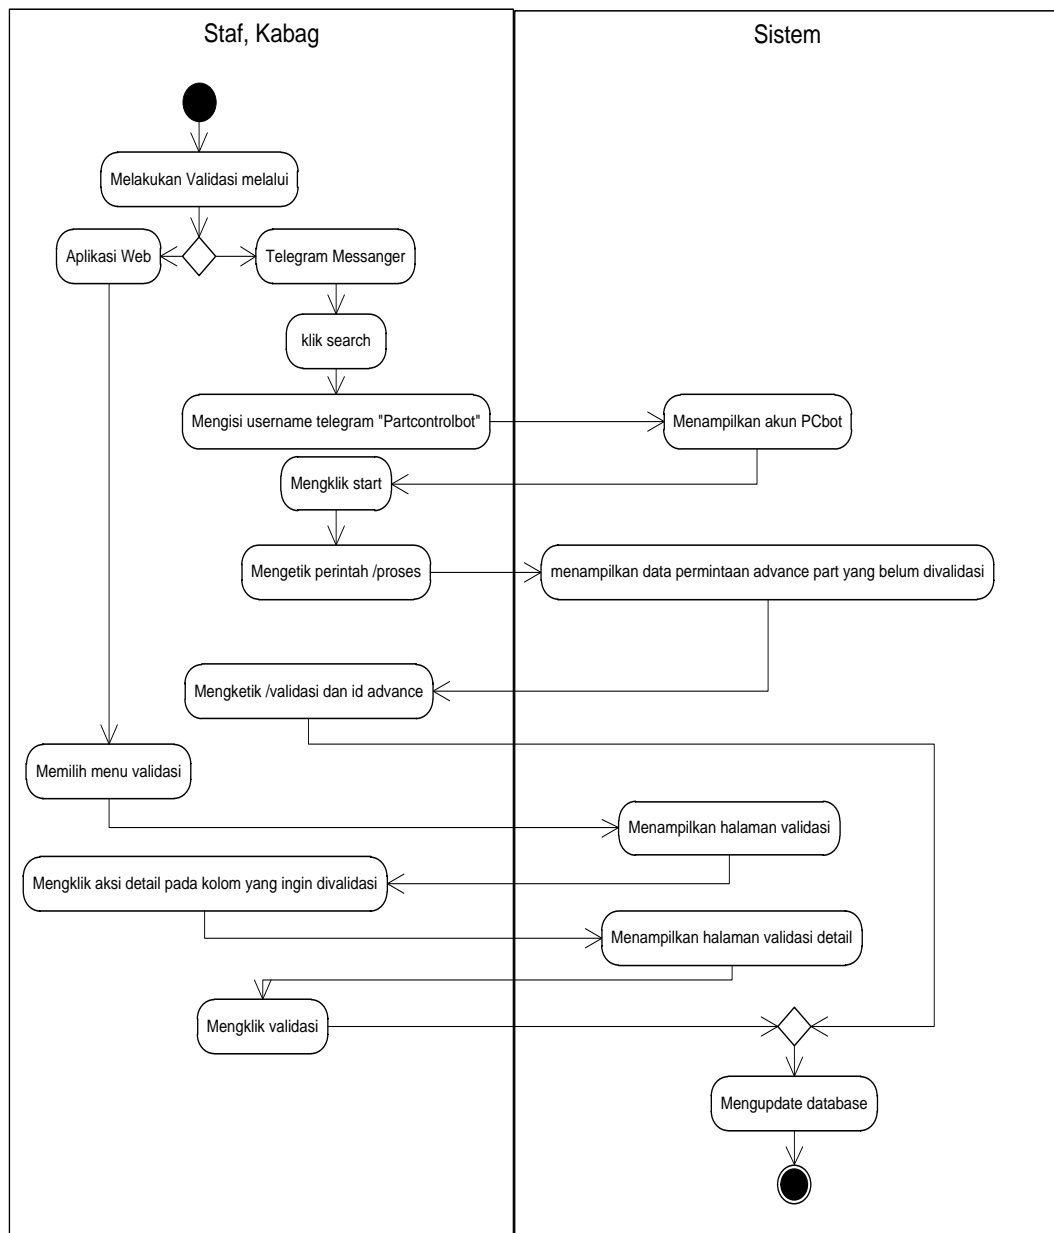 Staf, Kabag
Sistem
Melakukan Validasi melalui
Aplikasi Web
Telegram Messanger
klik search
Mengisi username telegram "Partcontrolbot"
Menampilkan akun PCbot
Mengklik start
Mengetik perintah /proses
menampilkan data permintaan advance part yang belum divalidasi
Mengketik /validasi dan id advance
Memilih menu validasi
Menampilkan halaman validasi
Mengklik aksi detail pada kolom yang ingin divalidasi
Menampilkan halaman validasi detail
Mengklik validasi
Mengupdate database